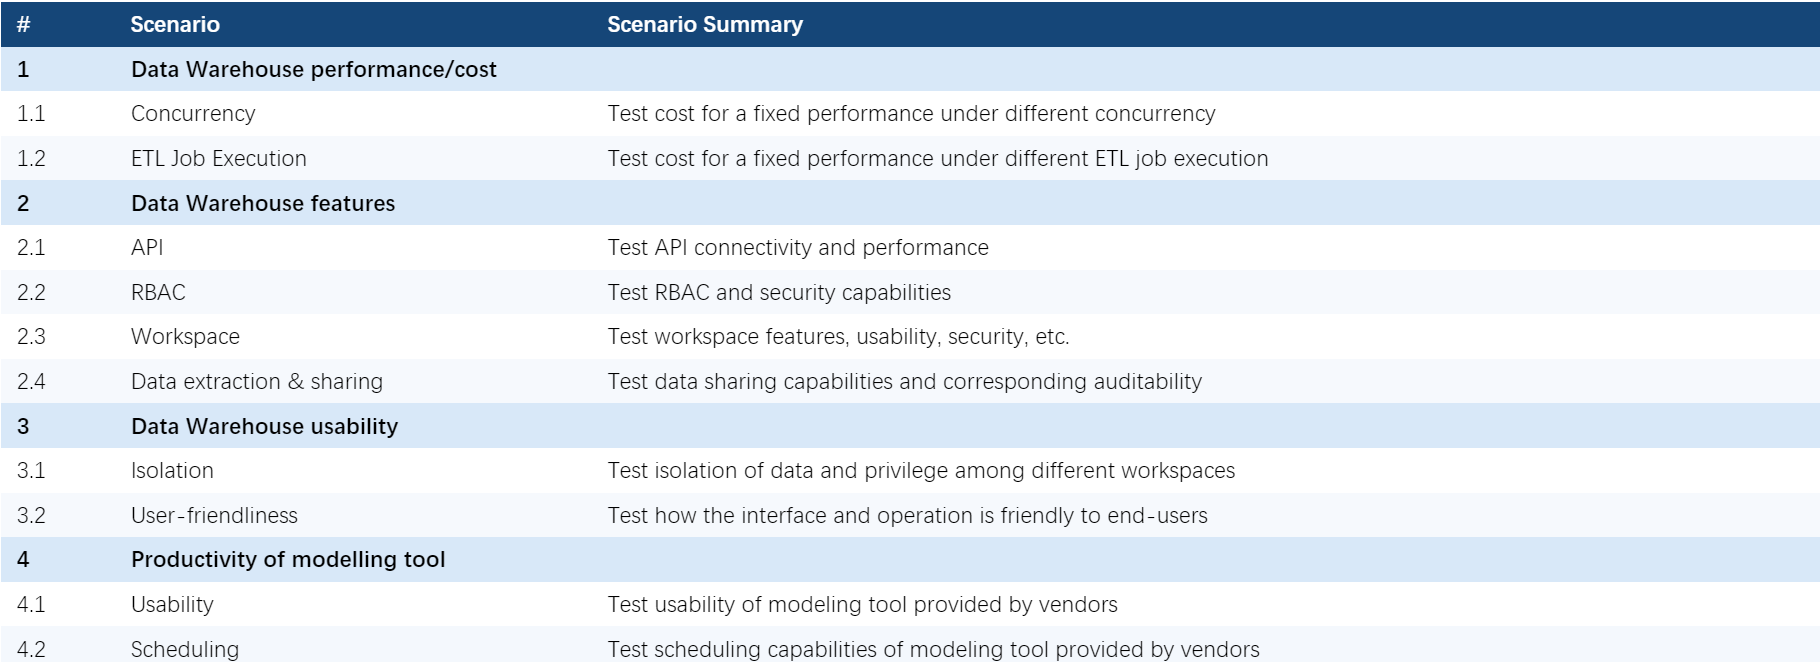 # Scenario Scenario Summary
1 Data Warehouse performance/cost
1.1 Concurrency Test cost for a fixed performance under different concurrency
1.2 ETL Job Execution Test cost for a fixed performance under different ETL job execution
2 Data Warehouse features
2.1 API Test API connectivity and performance
2.2 RBAC Test RBAC and security capabilities
2.3 Workspace Test workspace features, usability, security, etc.
2.4 Data extraction & sharing Test data sharing capabilities and corresponding auditability
3 Data Warehouse usability
3.1 Isolation Test isolation of data and privilege among different workspaces
3.2 User-friendliness Test how the interface and operation is friendly to end-users
4 Productivity of modelling tool
4.1 Usability Test usability of modeling tool provided by vendors
4.2 Scheduling Test scheduling capabilities of modeling tool provided by vendors